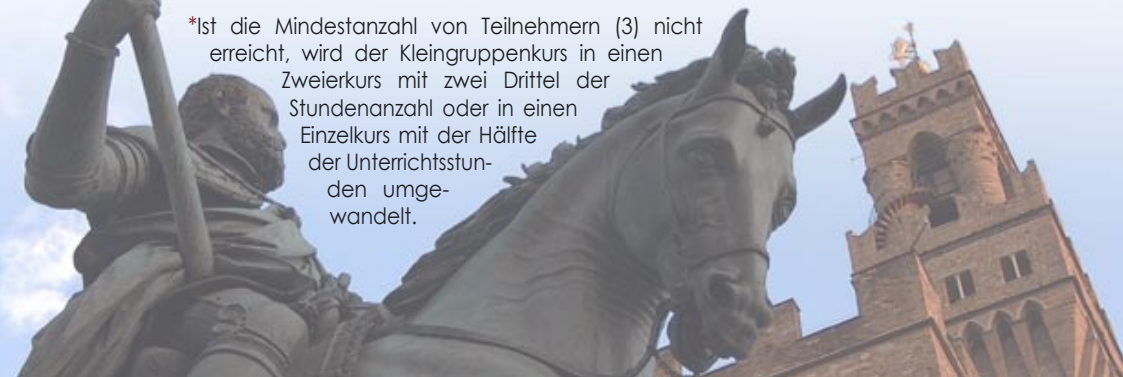 *Ist die Mindestanzahl von Teilnehmern (3) nicht
erreicht, wird der Kleingruppenkurs in einen
Zweierkurs mit zwei Drittel der
Stundenanzahl oder in einen
Einzelkurs mit der Hälfte
der Unterrichtsstun-
den umge-
wandelt.